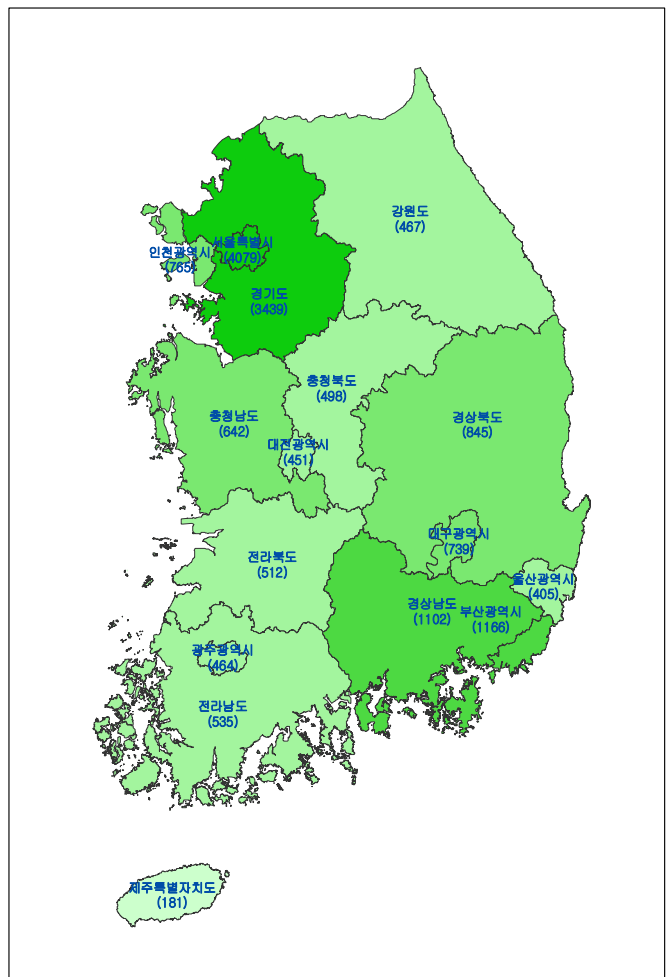 강원도
(467)
서울특별시
(4079)
인천광역시
(765)
경기도
(3439)
충청북도
(498)
충청남도
(642)
경상북도
(845)
대전광역시
(451)
대구광역시
(739)
전라북도
(512)
울산광역시
(405)
경상남도
(1102)
부산광역시
(1166)
광주광역시
(464)
전라남도
(535)
제주특별자치도
(181)